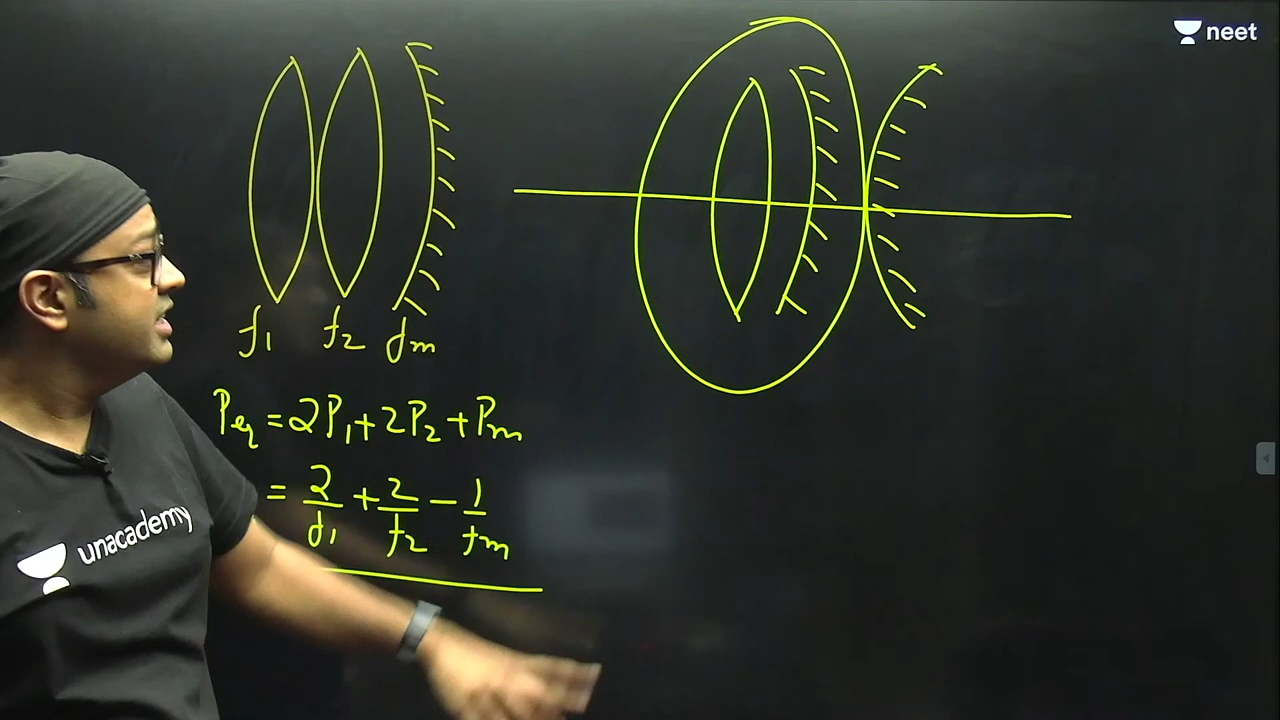 neet
f₁ f₂ fm
Peq = 2P₁ + 2P₂ + Pm
= 2/f₁ + 2/f₂ - 1/fm
unacademy